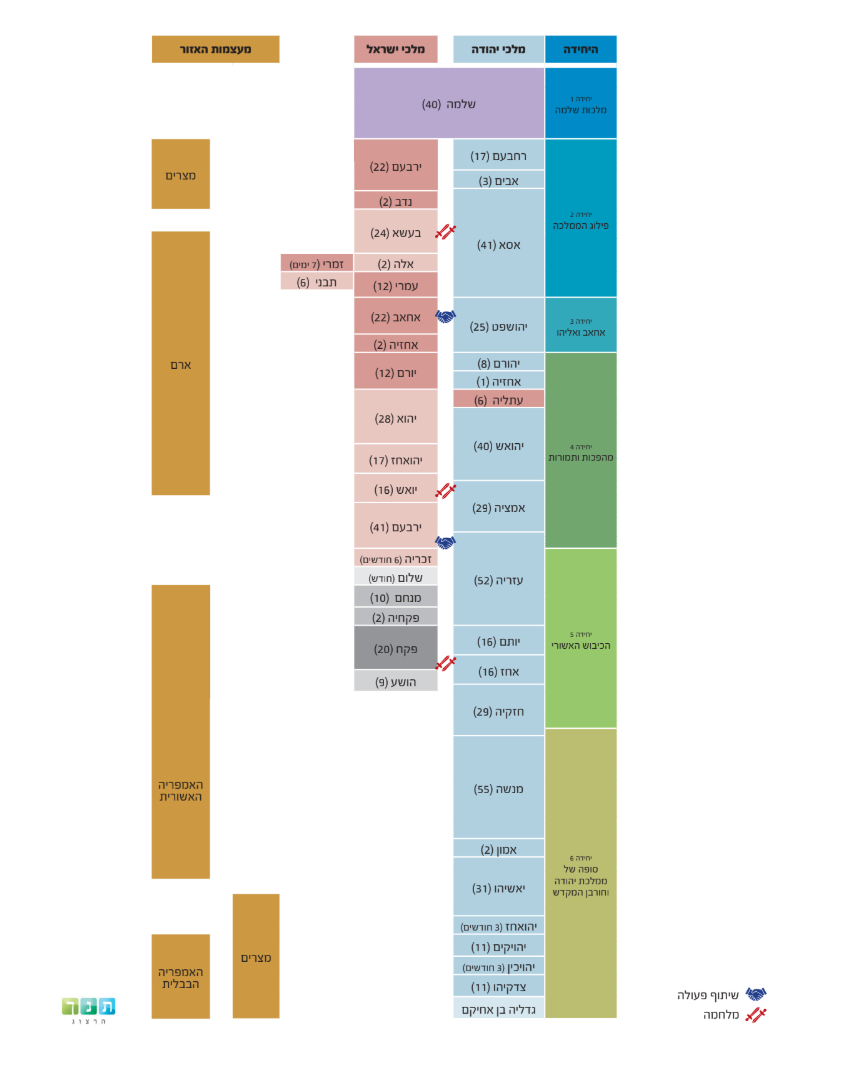 היחידה
מלכי יהודה
מלכי ישראל
מעצמות האזור
יחידה 1
מלכות שלמה
שלמה (40)
יחידה 2
פילוג הממלכה
רחבעם (17)
אבים (3)
אסא (41)
ירבעם (22)
נדב (2)
בעשא (24)
אלה (2)
זמרי (7 ימים)
עמרי (12)
תבני (6)
מצרים
ארם
יחידה 3
אחאב ואליהו
יהושפט (25)
אחאב (22)
אחזיה (2)
יחידה 4
מהפכות ותמורות
יהורם (8)
אחזיה (1)
עתליה (6)
יהואש (40)
אמציה (29)
יורם (12)
יהוא (28)
יהואחז (17)
יואש (16)
ירבעם (41)
יחידה 5
הכיבוש האשורי
עזריה (52)
יותם (16)
אחז (16)
חזקיה (29)
זכריה (6 חודשים)
שלום (חודש)
מנחם (10)
פקחיה (2)
פקח (20)
הושע (9)
האמפריה
האשורית
יחידה 6
סופה של
ממלכת יהודה
וחורבן המקדש
מנשה (55)
אמון (2)
יאשיהו (31)
יהואחז (3 חודשים)
יהויקים (11)
יהויכין (3 חודשים)
צדקיהו (11)
גדליה בן אחיקם
מצרים
האמפריה
הבבלית
שיתוף פעולה
מלחמה
תנך
הרצוג